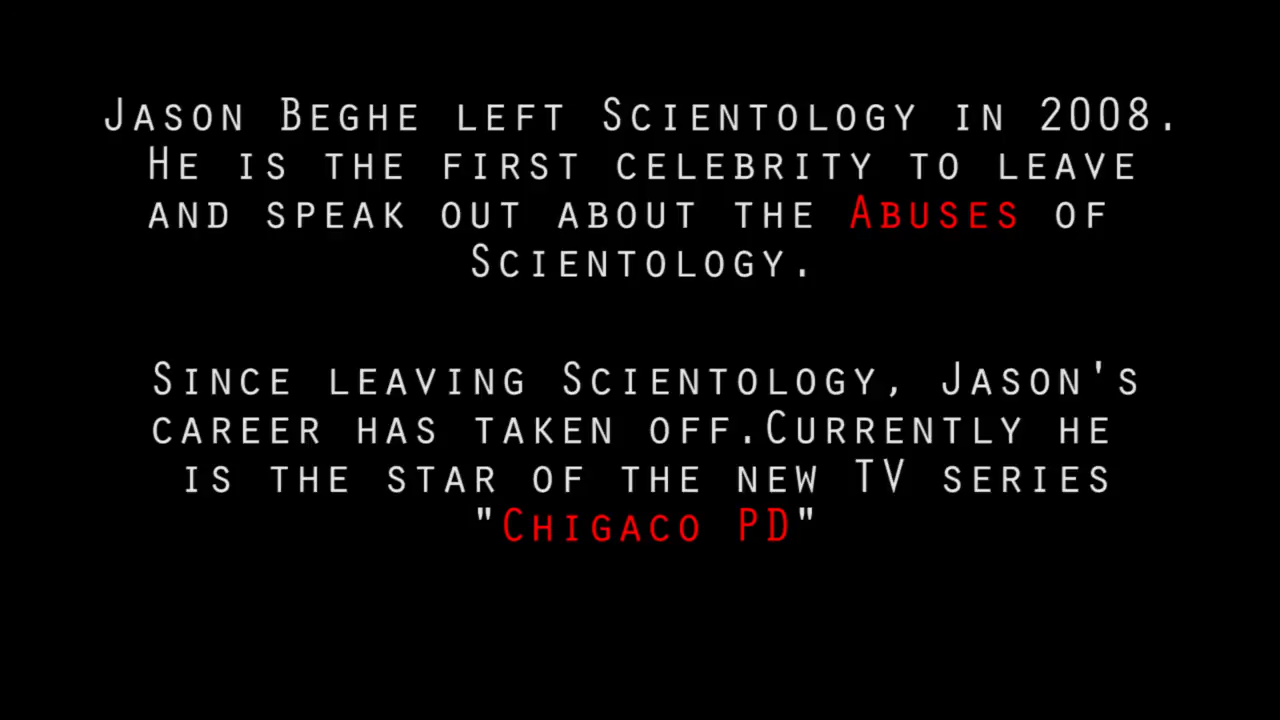 Jason Beghe left Scientology in 2008.
He is the first celebrity to leave
and speak out about the Abuses of
Scientology.
Since leaving Scientology, Jason's
career has taken off.Currently he
is the star of the new TV series
"Chigaco PD"